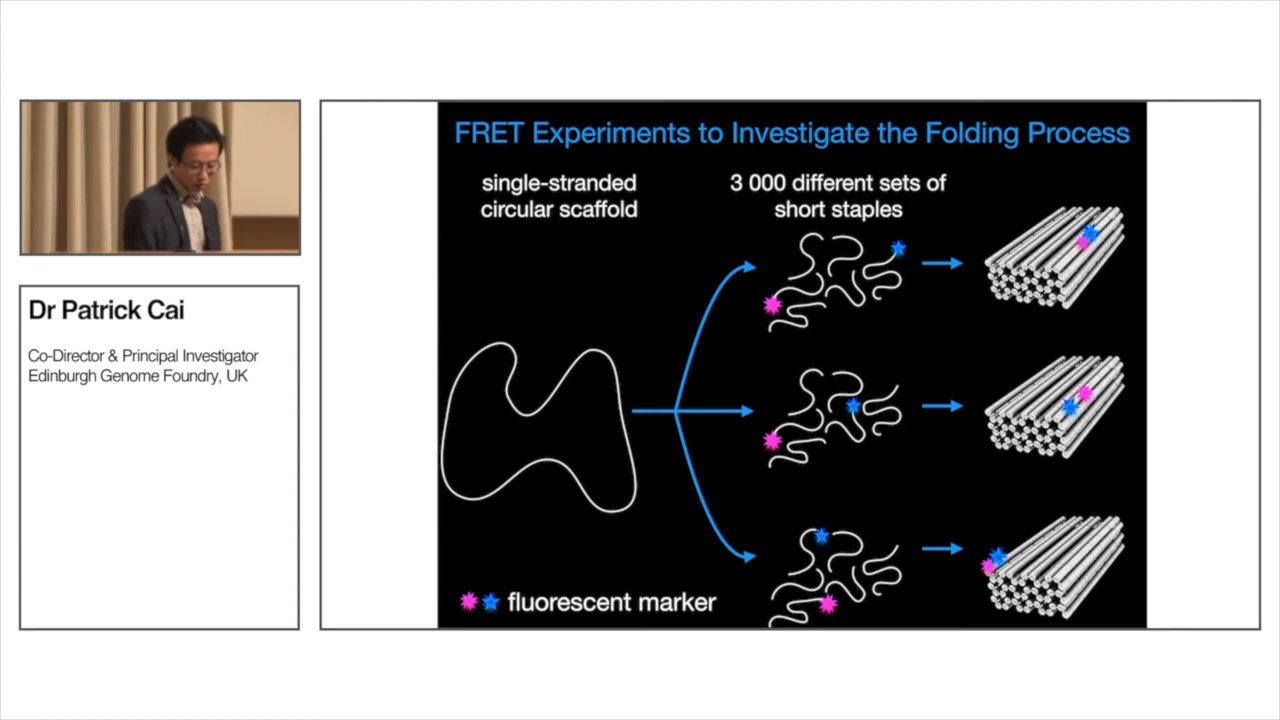 Dr Patrick Cai
Co-Director & Principal Investigator
Edinburgh Genome Foundry, UK
FRET Experiments to Investigate the Folding Process
single-stranded
circular scaffold
3 000 different sets of
short staples
fluorescent marker